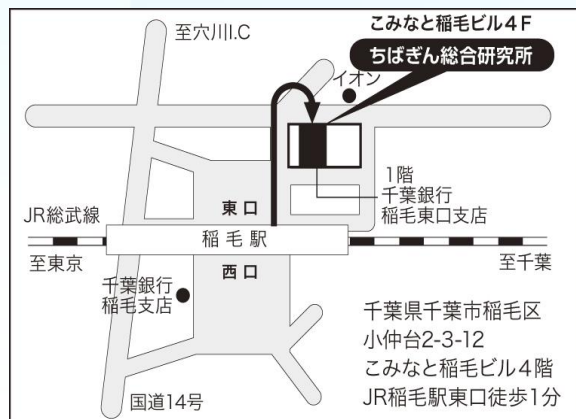 こみなと稲毛ビル4F
ちばぎん総合研究所
至穴川I.C
イオン
1階
千葉銀行
稲毛東口支店
JR総武線
東口
稲毛駅
西口
至東京
至千葉
千葉銀行
稲毛支店
国道14号
千葉県千葉市稲毛区
小仲台2-3-12
こみなと稲毛ビル4階
JR稲毛駅東口徒歩1分